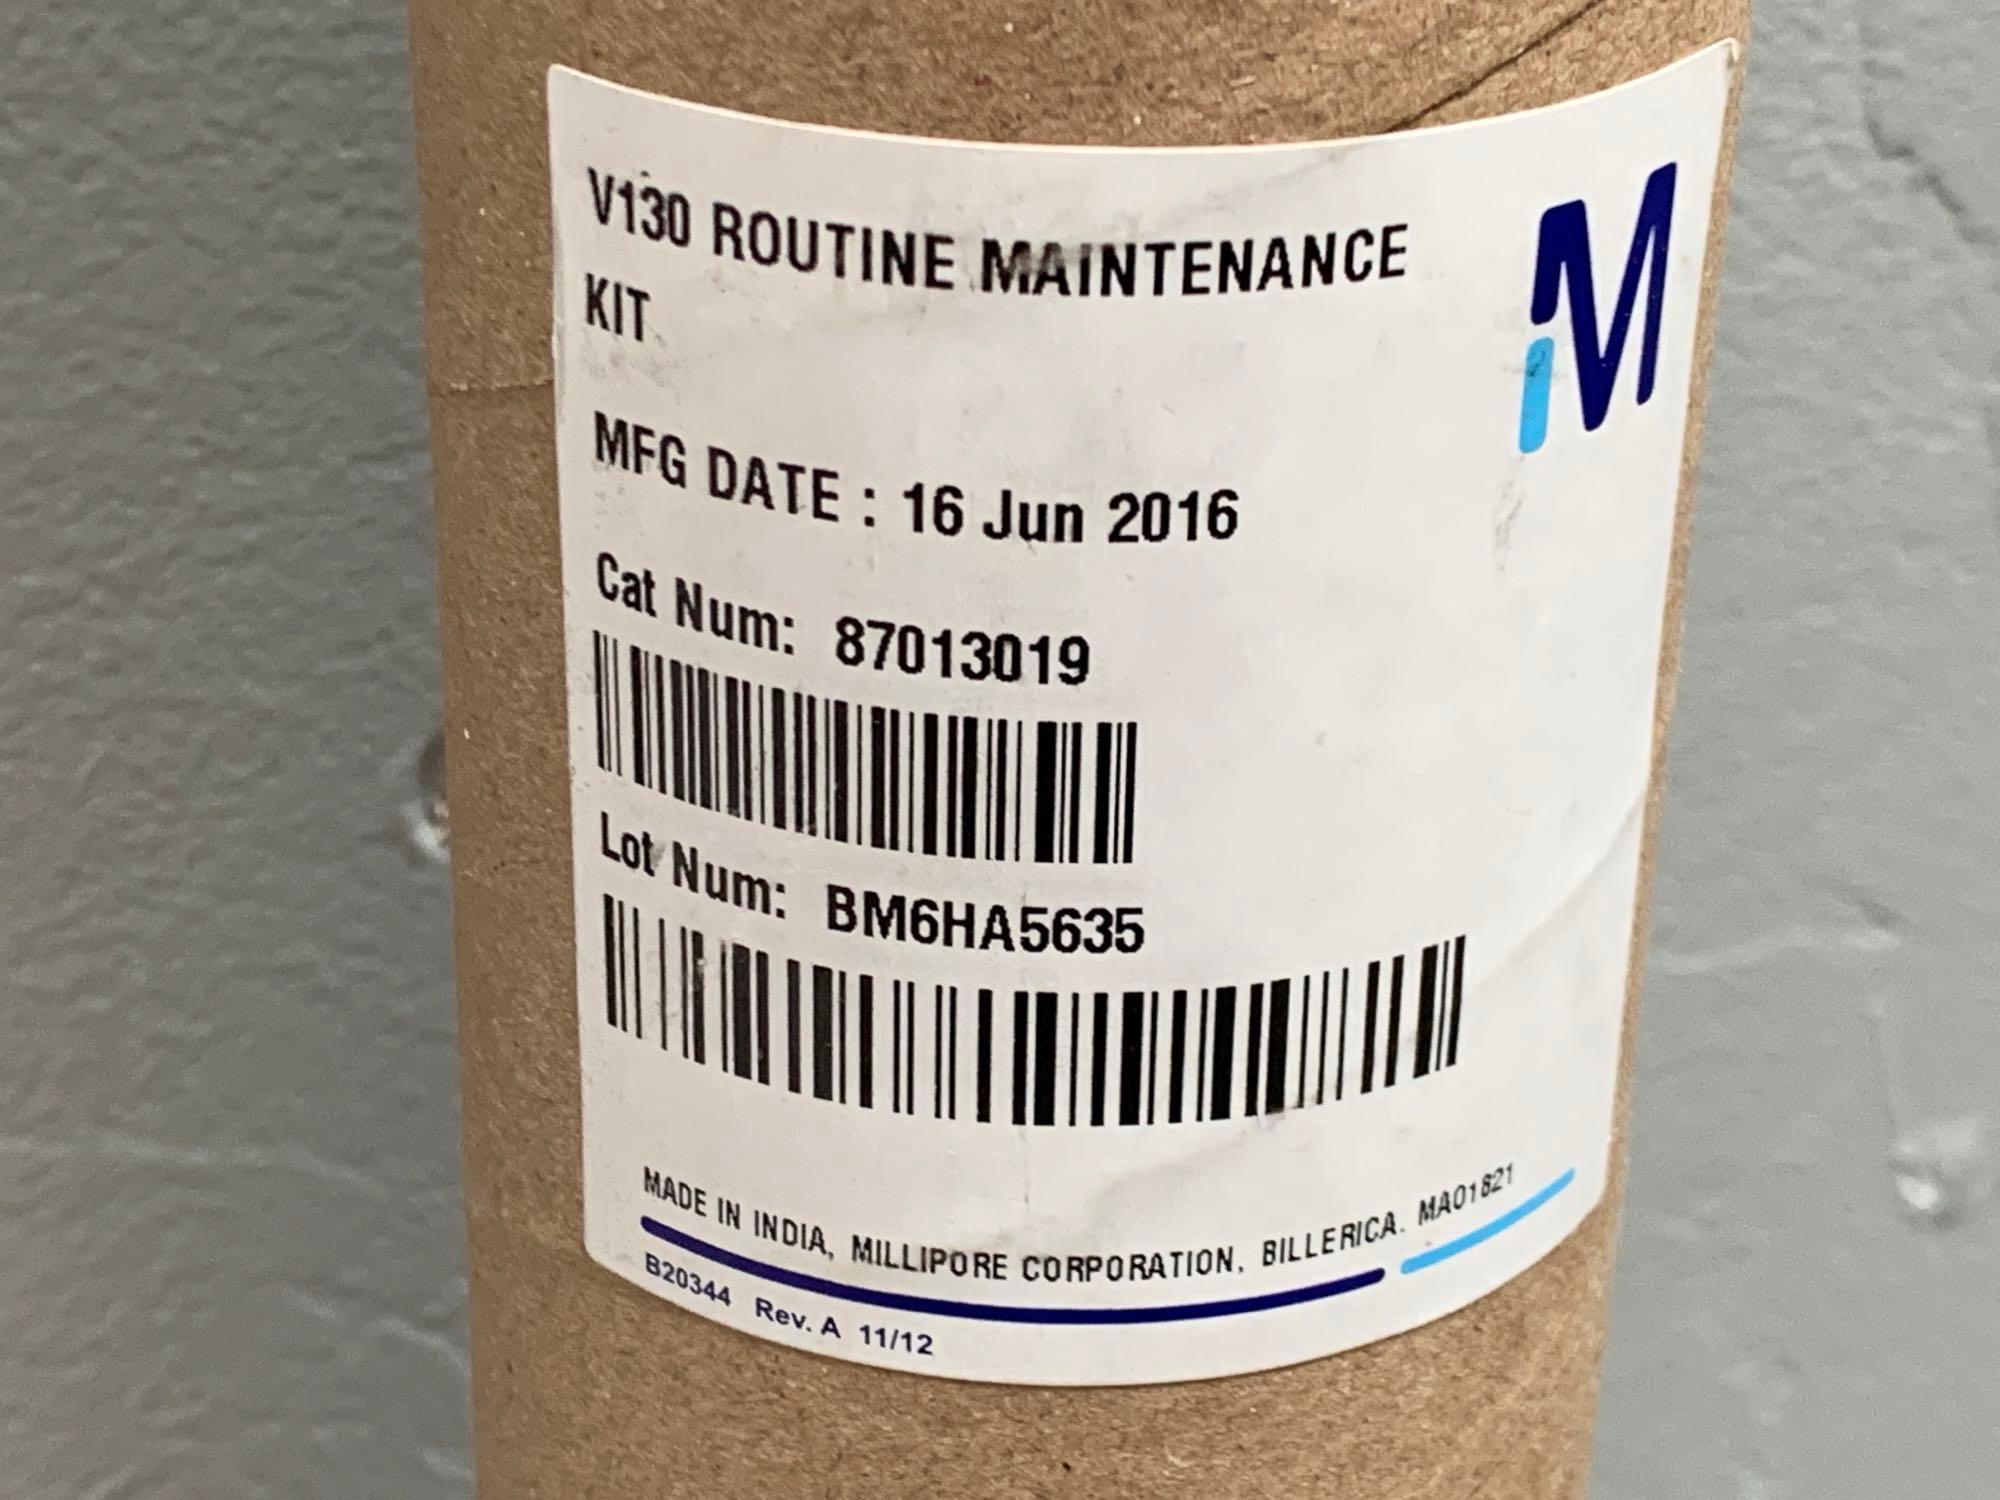 V130 ROUTINE MAINTENANCE
KIT
MFG DATE : 16 Jun 2016
Cat Num: 87013019
Lot Num: BM6HA5635
MADE IN INDIA, MILLIPORE CORPORATION, BILLERICA. MA01821
B20344 Rev. A 11/12